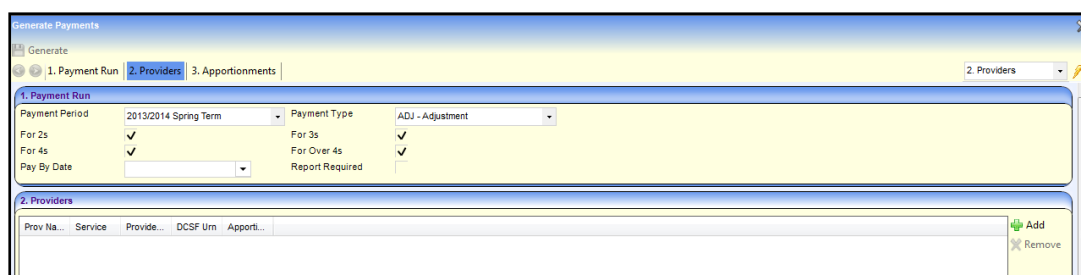 Generate Payments
Generate
1. Payment Run 2. Providers 3. Apportionments 2. Providers
1. Payment Run
Payment Period 2013/2014 Spring Term Payment Type ADJ - Adjustment
For 2s For 3s
For 4s For Over 4s
Pay By Date Report Required
2. Providers
Prov Na... Service Provide... DCSF Urn Apporti... Add
Remove